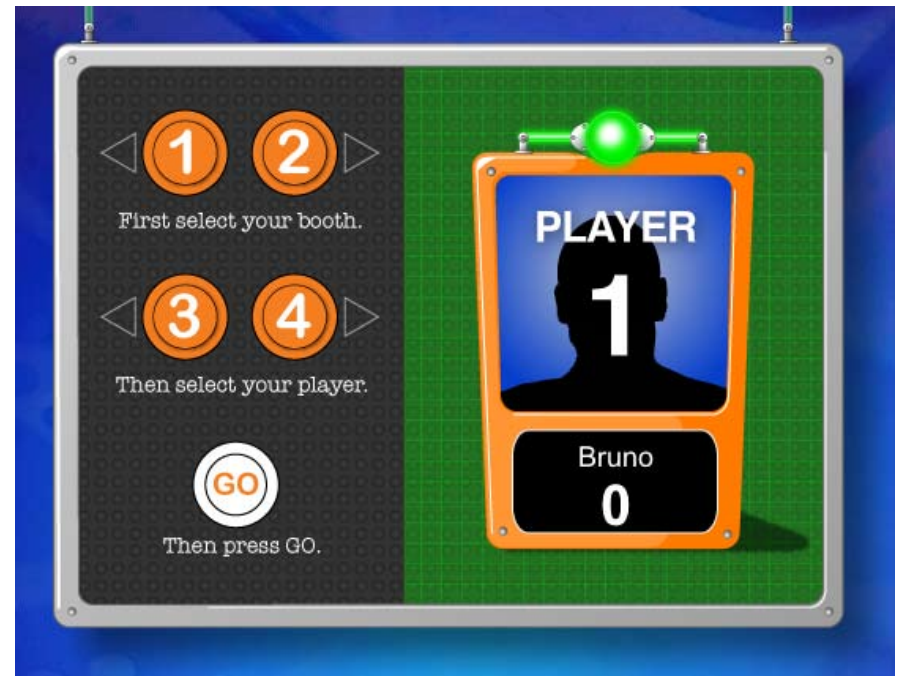 1 2
First select your booth.
3 4
Then select your player.
GO
Then press GO.
PLAYER
1
Bruno
0